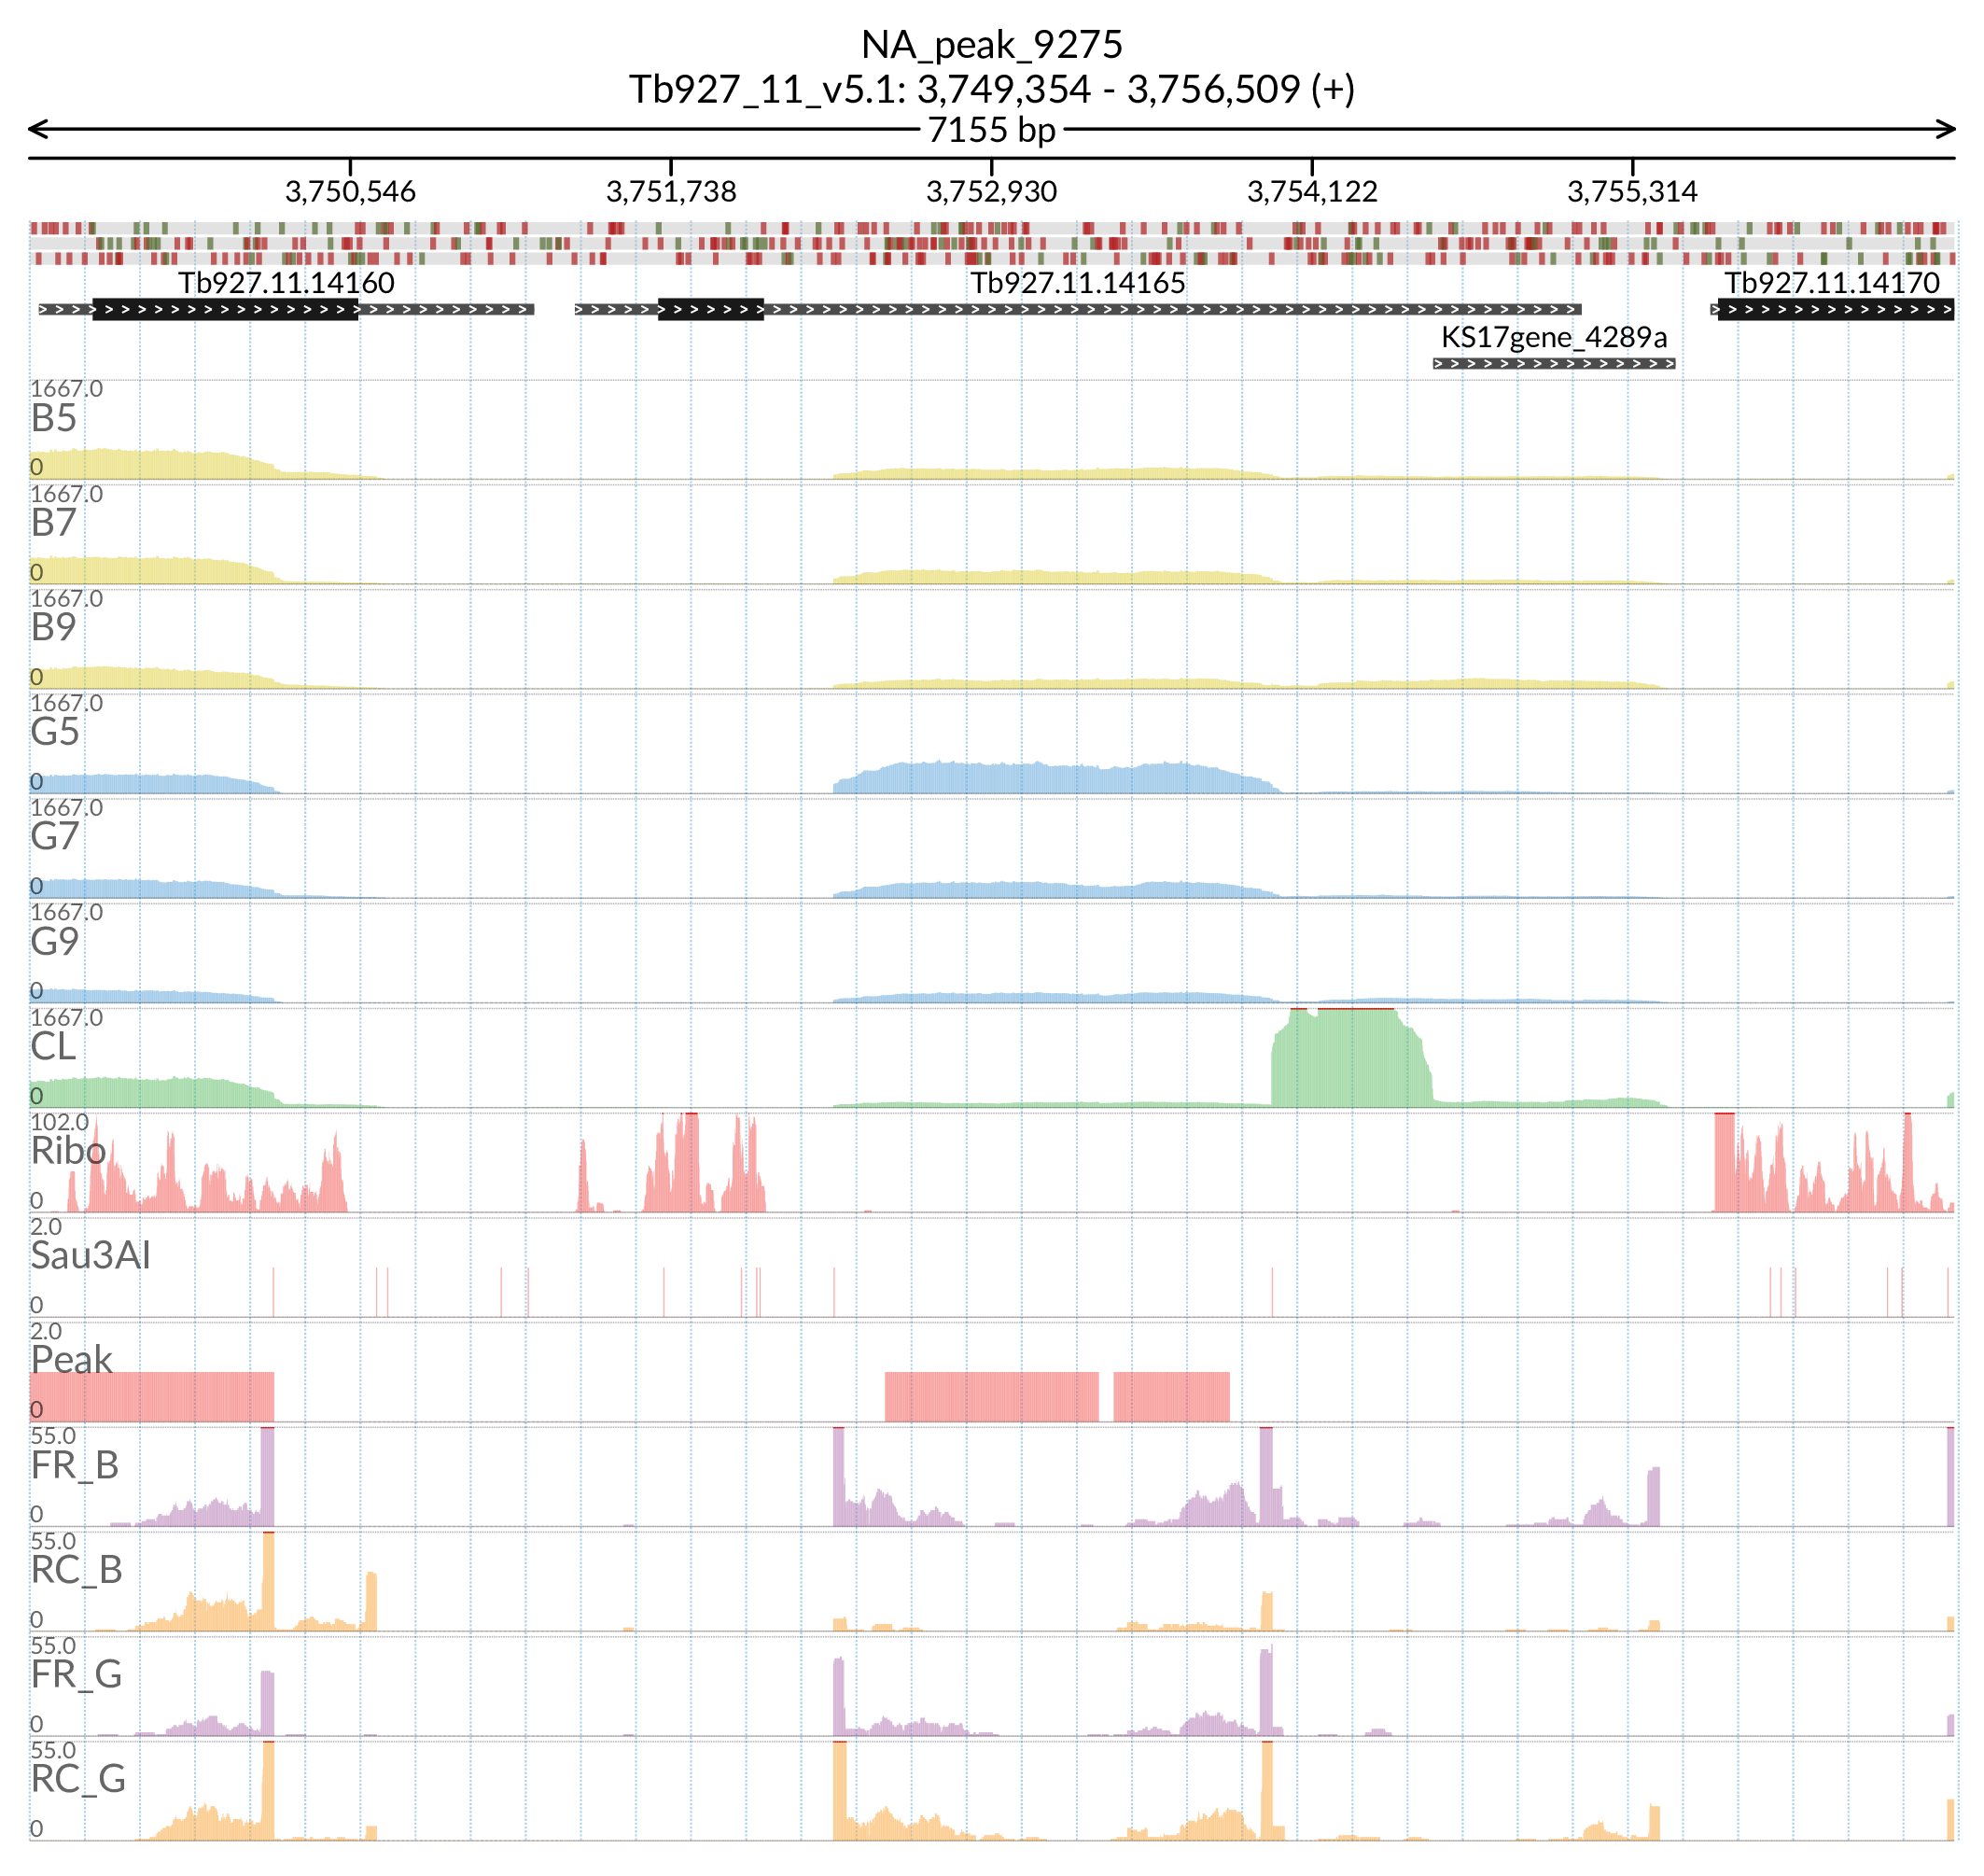 NA_peak_9275
Tb927_11_v5.1: 3,749,354 - 3,756,509 (+)
7155 bp
3,750,546 3,751,738 3,752,930 3,754,122 3,755,314
Tb927.11.14160 Tb927.11.14165 Tb927.11.14170
KS17gene_4289a
1667.0
B5
0
1667.0
B7
0
1667.0
B9
0
1667.0
G5
0
1667.0
G7
0
1667.0
G9
0
1667.0
CL
0
102.0
Ribo
0
2.0
Sau3AI
0
2.0
Peak
0
55.0
FR_B
0
55.0
RC_B
0
55.0
FR_G
0
55.0
RC_G
0